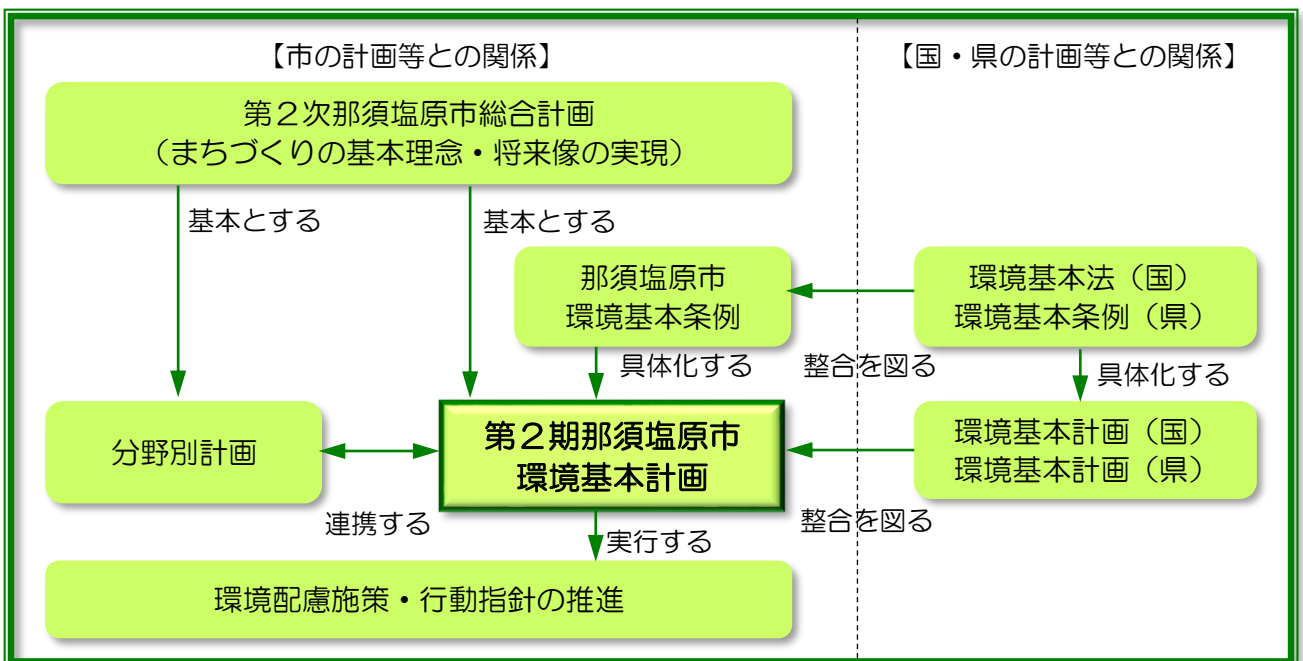 【市の計画等との関係】
【国・県の計画等との関係】
第２次那須塩原市総合計画
（まちづくりの基本理念・将来像の実現）
基本とする
基本とする
那須塩原市
環境基本条例
環境基本法（国）
環境基本条例（県）
具体化する
整合を図る
具体化する
分野別計画
第２期那須塩原市
環境基本計画
環境基本計画（国）
環境基本計画（県）
連携する
実行する
整合を図る
環境配慮施策・行動指針の推進